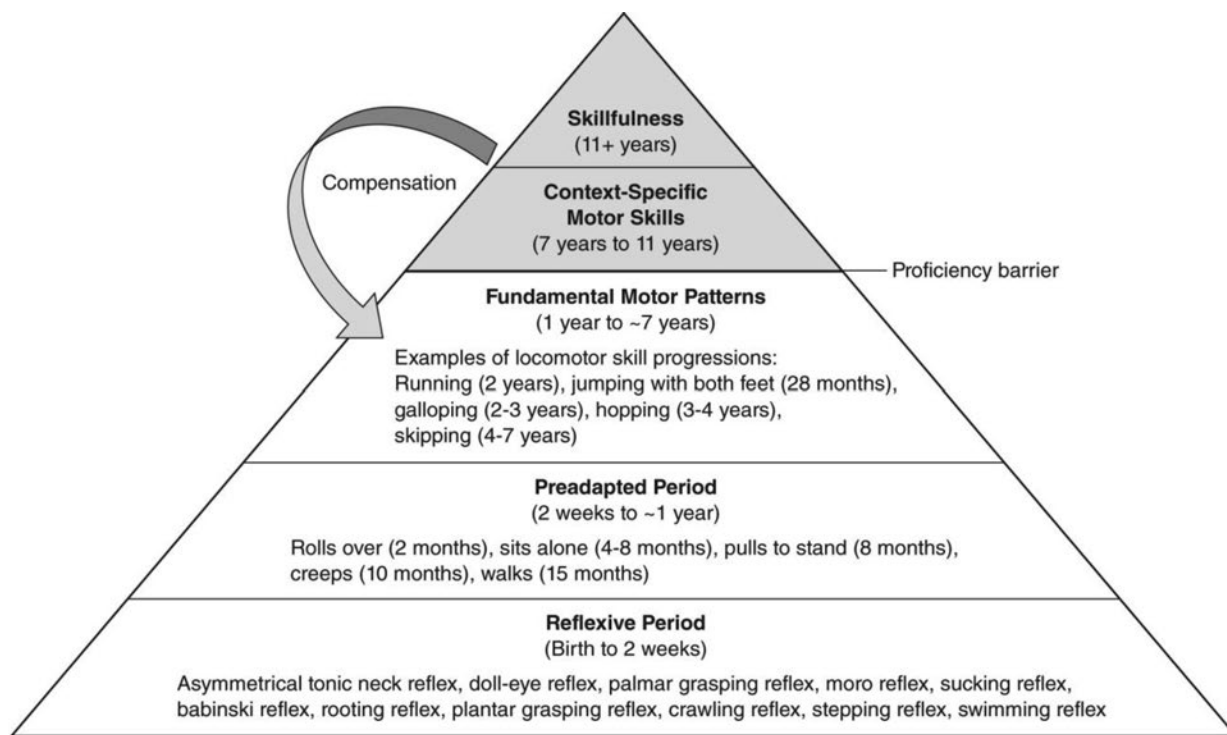 Skillfulness
(11+ years)
Compensation
Context-Specific
Motor Skills
(7 years to 11 years)
Proficiency barrier
Fundamental Motor Patterns
(1 year to ~7 years)
Examples of locomotor skill progressions:
Running (2 years), jumping with both feet (28 months),
galloping (2-3 years), hopping (3-4 years),
skipping (4-7 years)
Preadapted Period
(2 weeks to ~1 year)
Rolls over (2 months), sits alone (4-8 months), pulls to stand (8 months),
creeps (10 months), walks (15 months)
Reflexive Period
(Birth to 2 weeks)
Asymmetrical tonic neck reflex, doll-eye reflex, palmar grasping reflex, moro reflex, sucking reflex,
babinski reflex, rooting reflex, plantar grasping reflex, crawling reflex, stepping reflex, swimming reflex